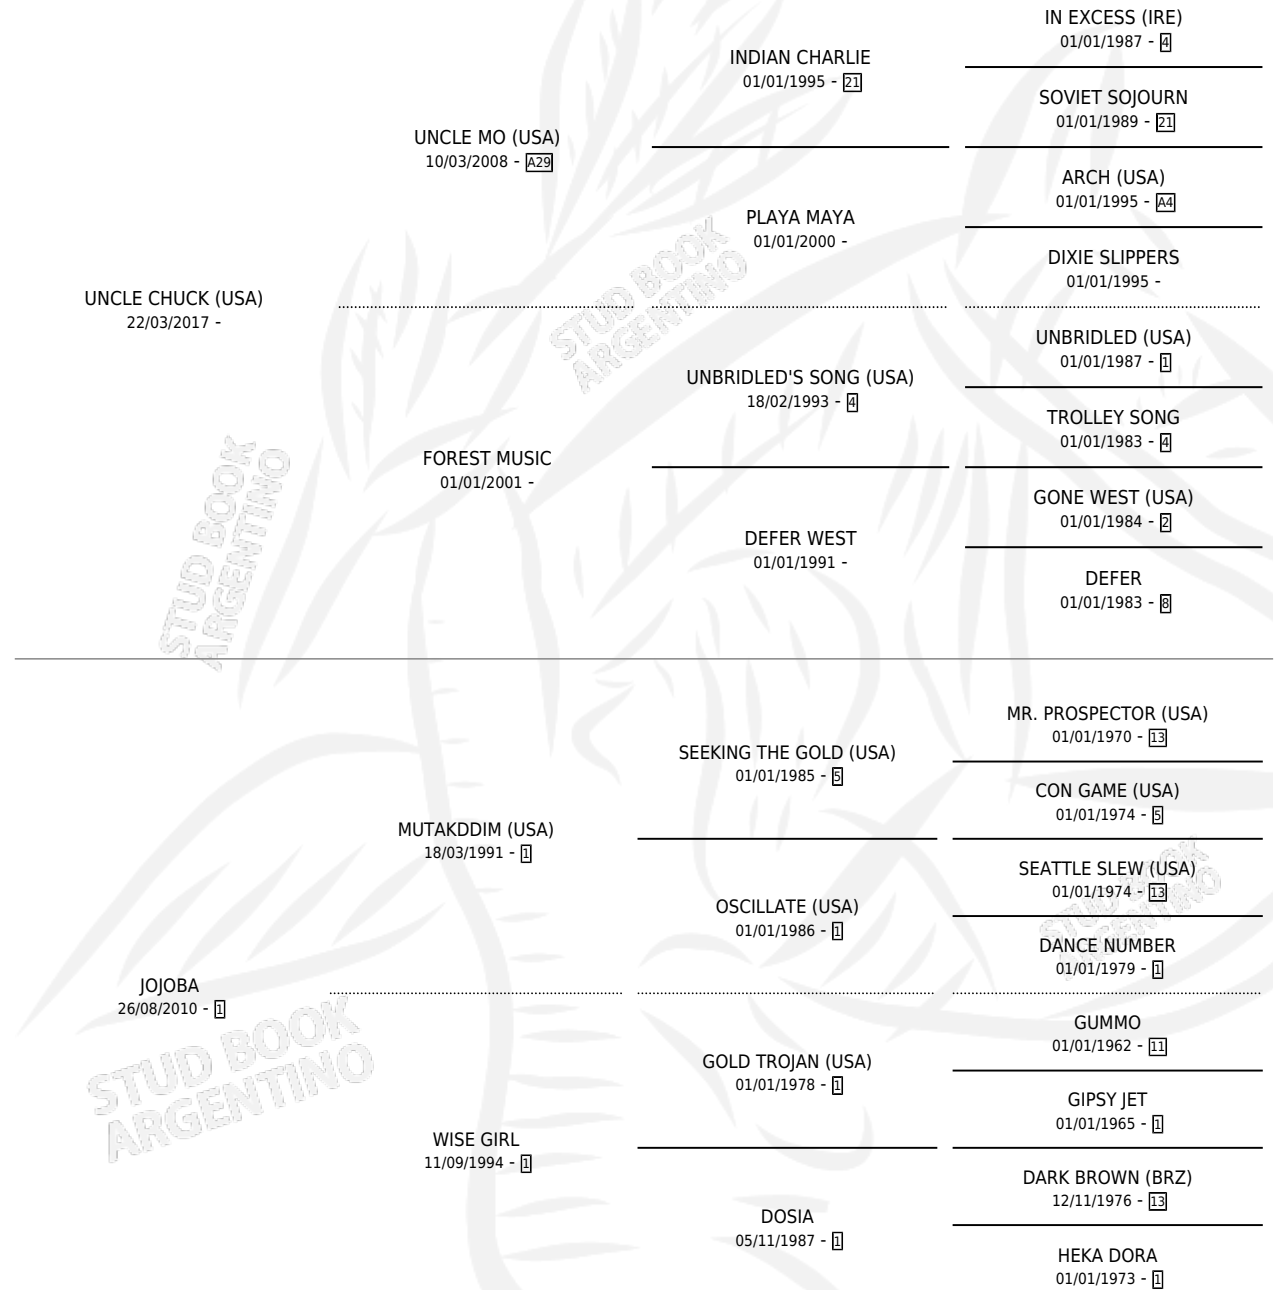 IN EXCESS (IRE)
01/01/1987 - 4
INDIAN CHARLIE
01/01/1995 - 21
SOVIET SOJOURN
01/01/1989 - 21
UNCLE MO (USA)
10/03/2008 - A29
ARCH (USA)
01/01/1995 - A4
PLAYA MAYA
01/01/2000 -
DIXIE SLIPPERS
01/01/1995 -
UNCLE CHUCK (USA)
22/03/2017 -
UNBRIDLED (USA)
01/01/1987 - 1
UNBRIDLED'S SONG (USA)
18/02/1993 - 4
TROLLEY SONG
01/01/1983 - 4
FOREST MUSIC
01/01/2001 -
GONE WEST (USA)
01/01/1984 - 2
DEFER WEST
01/01/1991 -
DEFER
01/01/1983 - 8
MR. PROSPECTOR (USA)
01/01/1970 - 13
SEEKING THE GOLD (USA)
01/01/1985 - 5
CON GAME (USA)
01/01/1974 - 5
MUTAKDDIM (USA)
18/03/1991 - 1
SEATTLE SLEW (USA)
01/01/1974 - 13
OSCILLATE (USA)
01/01/1986 - 1
DANCE NUMBER
01/01/1979 - 1
JOJOBA
26/08/2010 - 1
GUMMO
01/01/1962 - 11
GOLD TROJAN (USA)
01/01/1978 - 1
GIPSY JET
01/01/1965 - 1
WISE GIRL
11/09/1994 - 1
DARK BROWN (BRZ)
12/11/1976 - 13
DOSIA
05/11/1987 - 1
HEKA DORA
01/01/1973 - 1
STUD BOOK
ARGENTINO
STUD BOOK
ARGENTINO
STUD BOOK
ARGENTINO
STUD BOOK
ARGENTINO